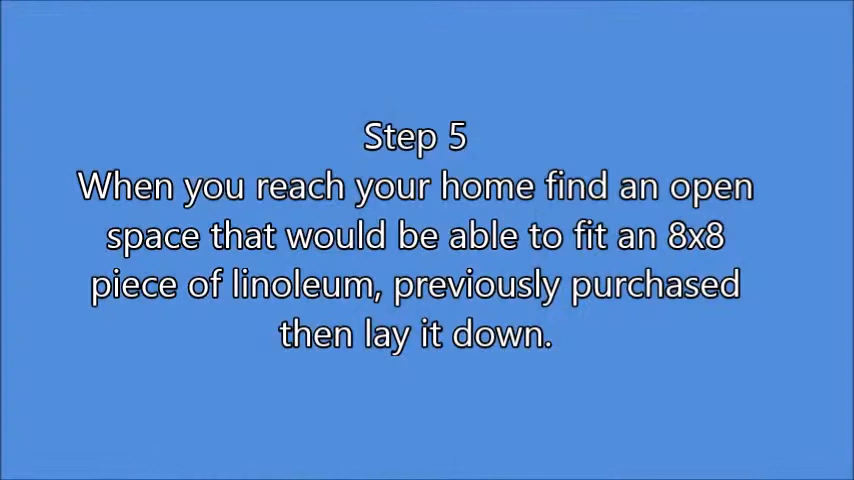 Step 5
When you reach your home find an open
space that would be able to fit an 8x8
piece of linoleum, previously purchased
then lay it down.